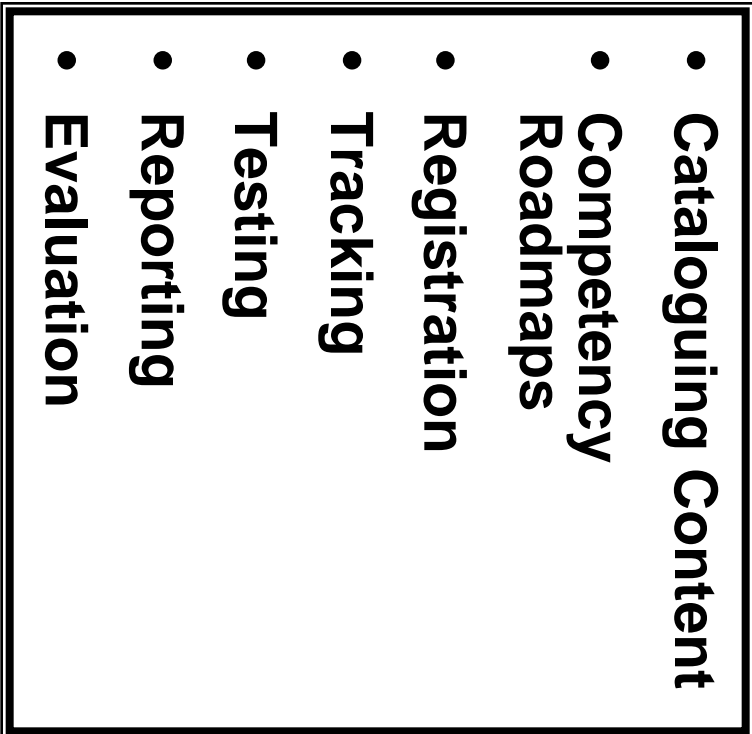 • Cataloguing Content
• Competency
Roadmaps
• Registration
• Tracking
• Testing
• Reporting
• Evaluation